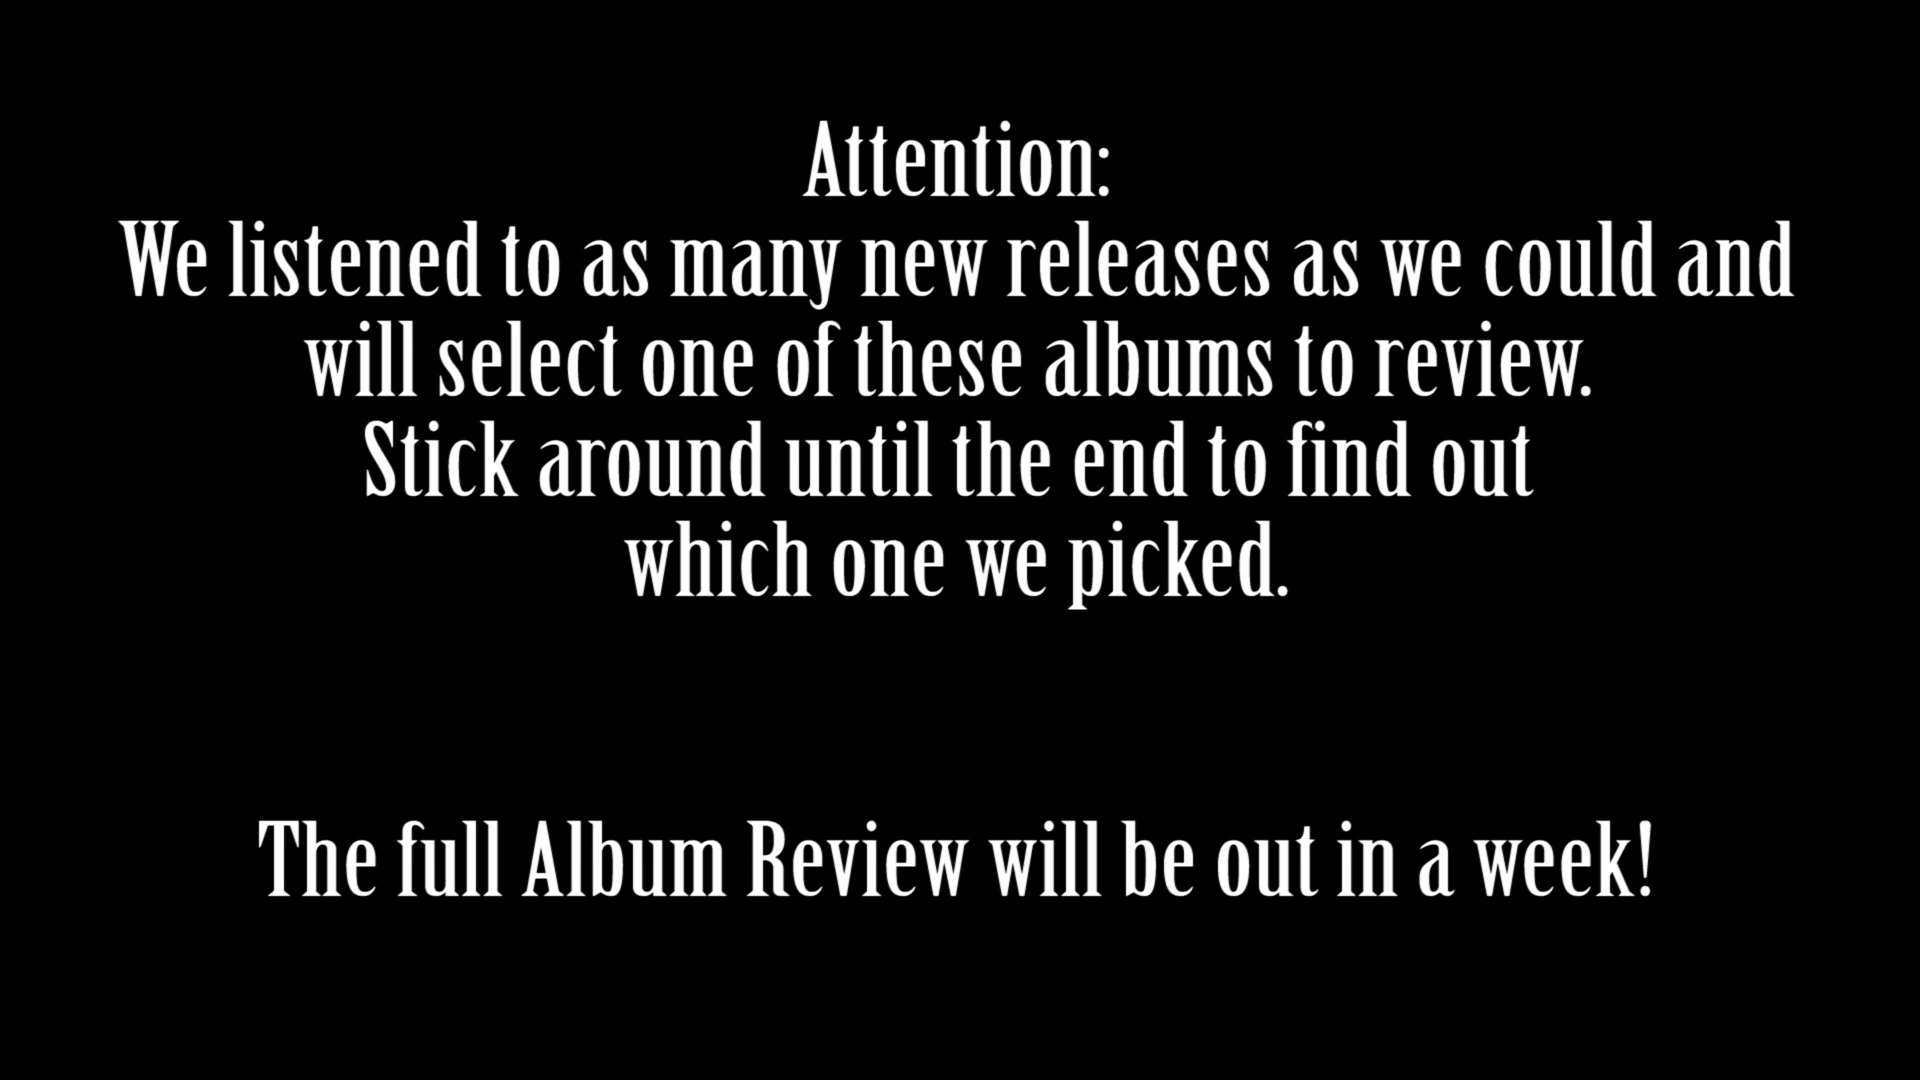 Attention:
We listened to as many new releases as we could and
will select one of these albums to review.
Stick around until the end to find out
which one we picked.
The full Album Review will be out in a week!